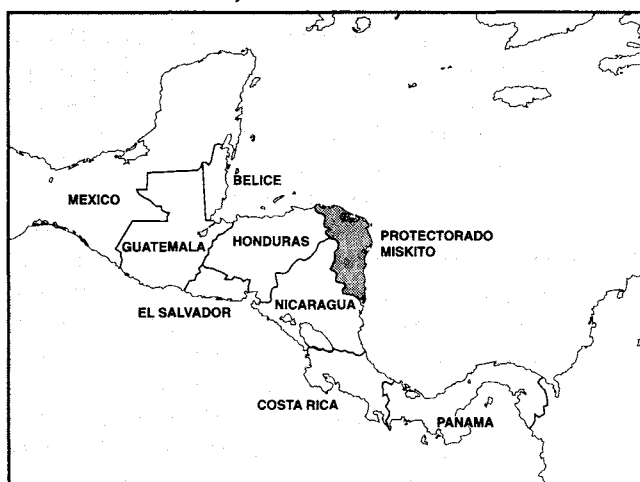 BELICE
MEXICO
GUATEMALA
HONDURAS
PROTECTORADO
MISKITO
EL SALVADOR
NICARAGUA
COSTA RICA
PANAMA